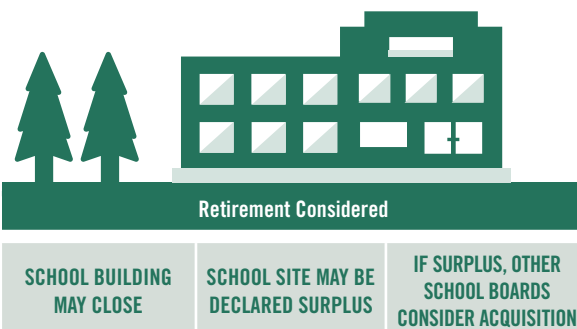 Retirement Considered
SCHOOL BUILDING
MAY CLOSE
SCHOOL SITE MAY BE
DECLARED SURPLUS
IF SURPLUS, OTHER
SCHOOL BOARDS
CONSIDER ACQUISITION